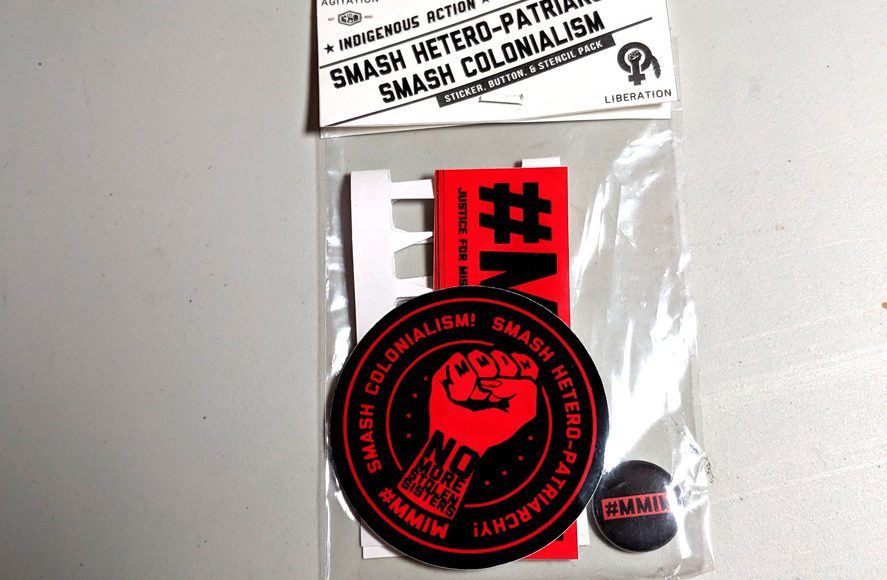 AGITATION
★ INDIGENOUS ACTION ★
SMASH HETERO-PATRIARC
SMASH COLONIALISM
STICKER, BUTTON, & STENCIL PACK
LIBERATION
#M
JUSTICE FOR MIS
SMASH COLONIALISM! SMASH HETERO-PATRIARCHY!
NO
MORE
STOLEN
SISTERS
#MMIW
#MMIW